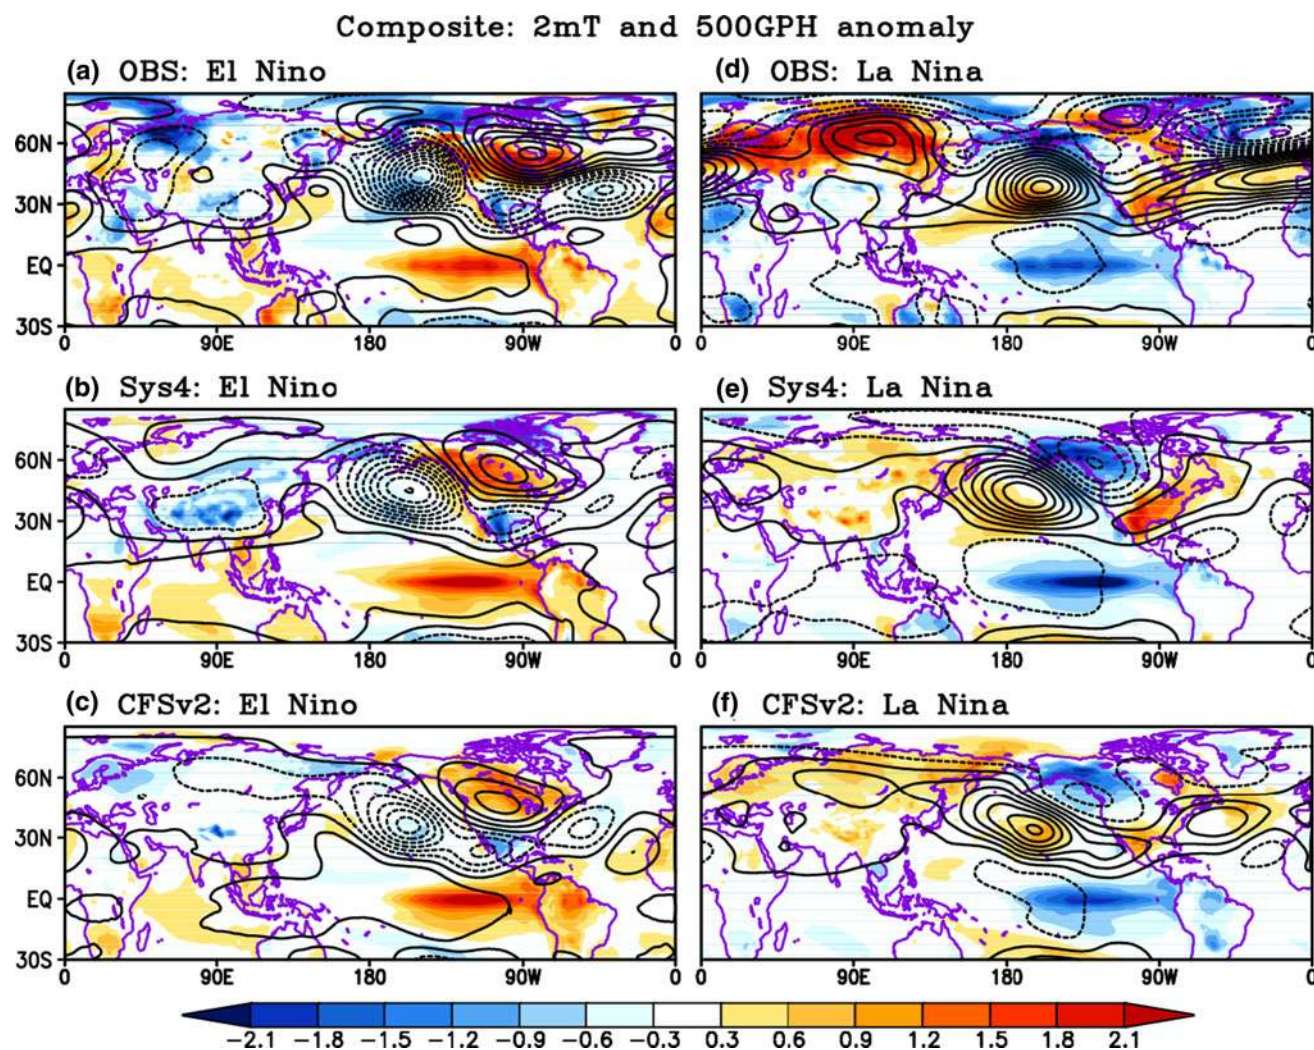 Composite: 2mT and 500GPH anomaly
(a) OBS: El Nino
60N
30N
EQ
30S
0 90E 180 90W 0
(d) OBS: La Nina
0 90E 180 90W 0
(b) Sys4: El Nino
60N
30N
EQ
30S
0 90E 180 90W 0
(e) Sys4: La Nina
0 90E 180 90W 0
(c) CFSv2: El Nino
60N
30N
EQ
30S
0 90E 180 90W 0
(f) CFSv2: La Nina
0 90E 180 90W 0
−2.1 −1.8 −1.5 −1.2 −0.9 −0.6 −0.3 0.3 0.6 0.9 1.2 1.5 1.8 2.1